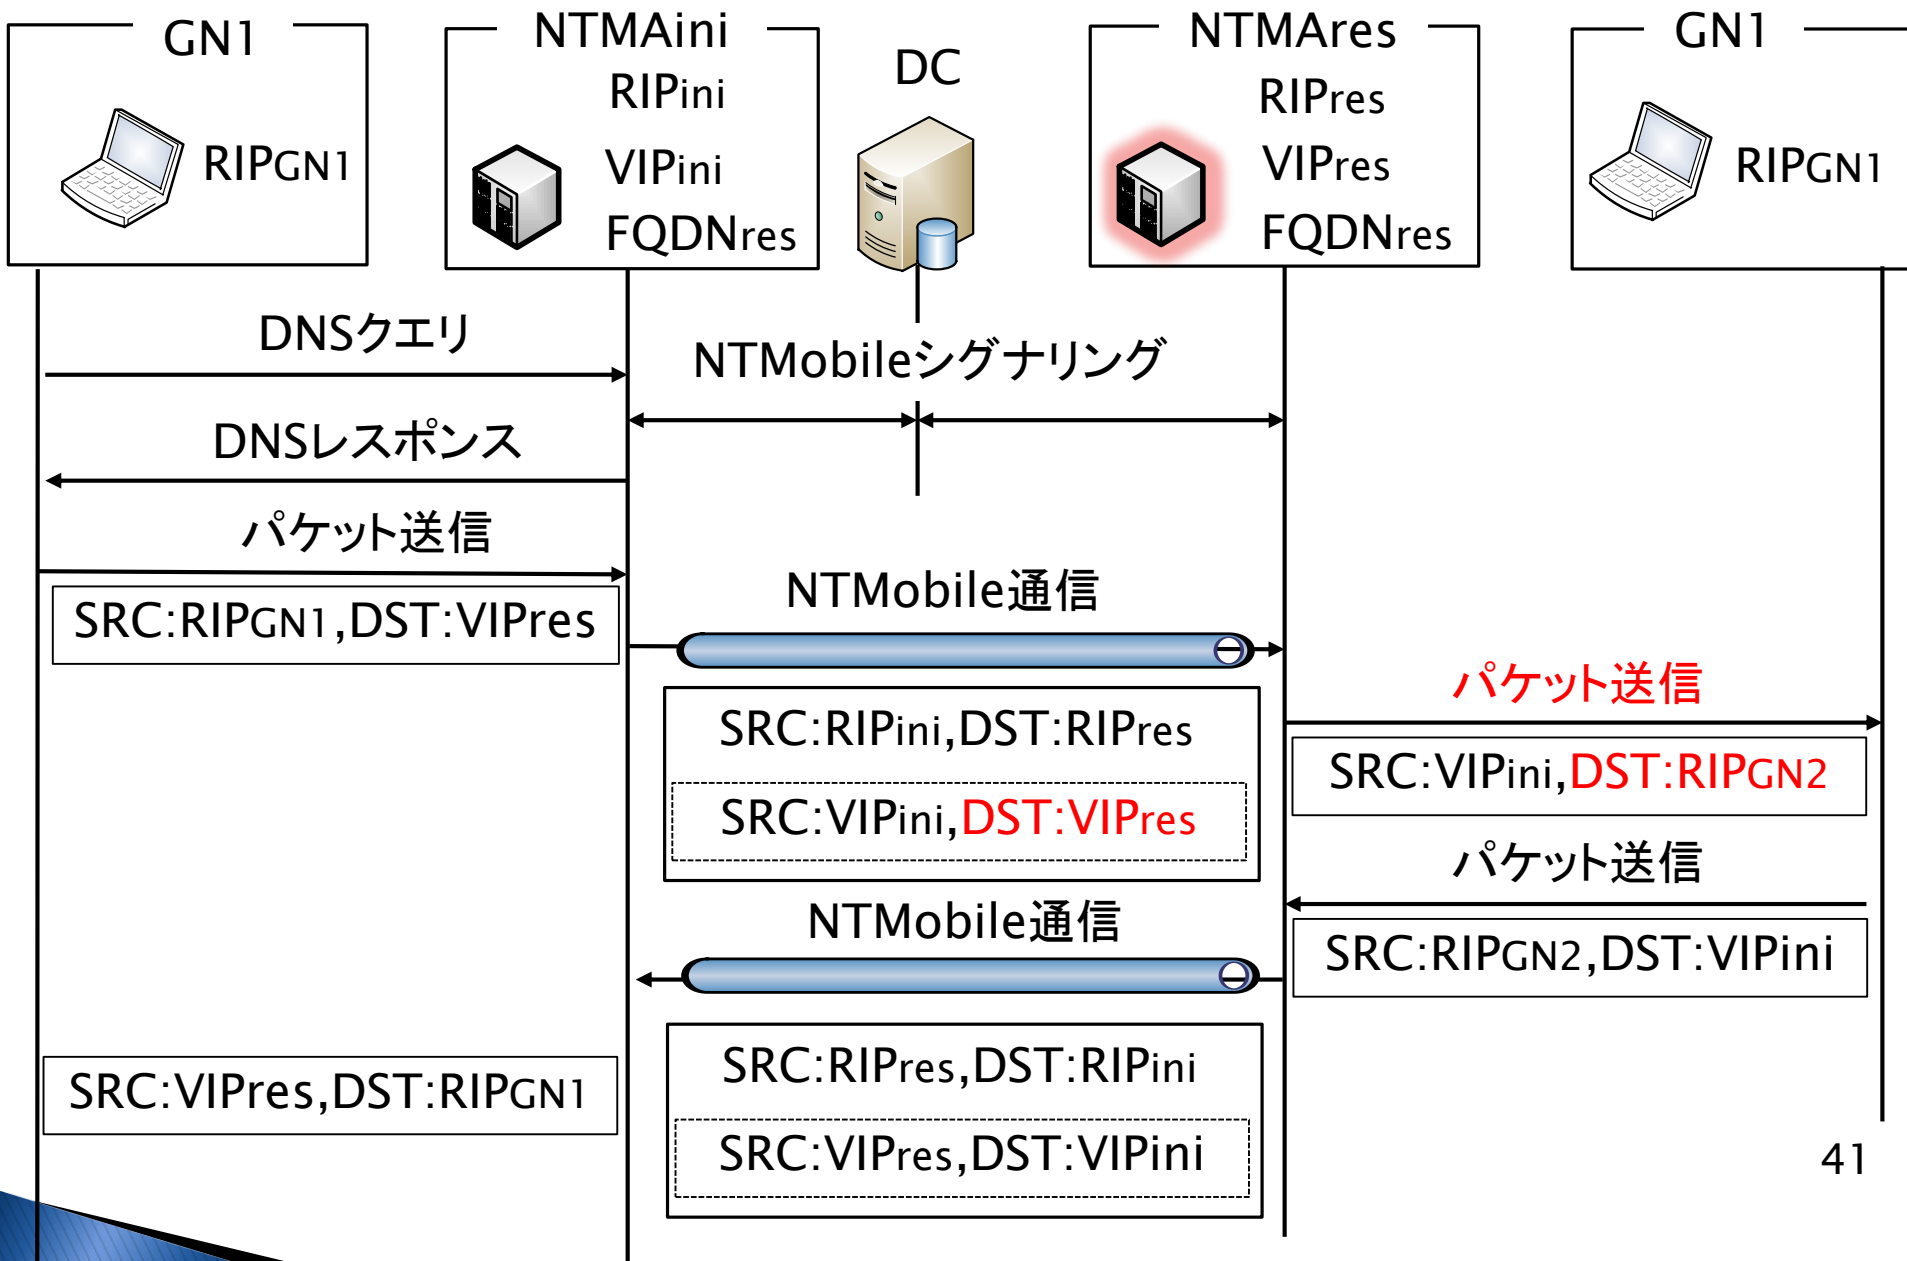 GN1
RIPGN1
NTMAini
RIPini
VIPini
FQDNres
DC
NTMAres
RIPres
VIPres
FQDNres
GN1
RIPGN1
DNSクエリ
NTMobileシグナリング
DNSレスポンス
パケット送信
SRC:RIPGN1,DST:VIPres
NTMobile通信
SRC:RIPini,DST:RIPres
SRC:VIPini,DST:VIPres
パケット送信
SRC:VIPini,DST:RIPGN2
パケット送信
SRC:RIPGN2,DST:VIPini
NTMobile通信
SRC:RIPres,DST:RIPini
SRC:VIPres,DST:VIPini
SRC:VIPres,DST:RIPGN1
41